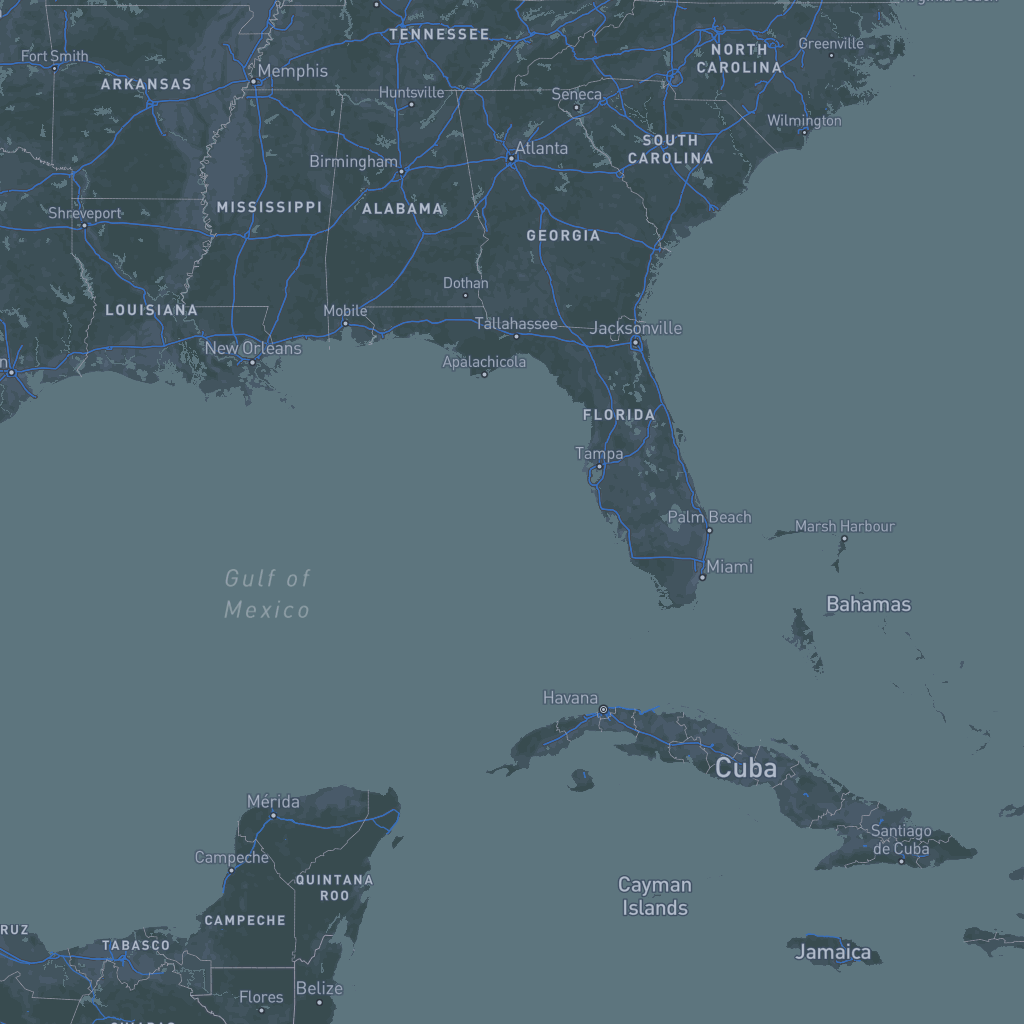 Virginia Beach
TENNESSEE
Fort Smith
NORTH
CAROLINA
Greenville
Memphis
ARKANSAS
Huntsville
Seneca
Wilmington
SOUTH
CAROLINA
Atlanta
Birmingham
Shreveport
MISSISSIPPI
ALABAMA
GEORGIA
Dothan
LOUISIANA
Mobile
Tallahassee
Jacksonville
New Orleans
n
Apalachicola
FLORIDA
Tampa
Palm Beach
Marsh Harbour
Miami
Gulf of
Mexico
Bahamas
Havana
Cuba
Mérida
Santiago
de Cuba
Campeche
QUINTANA
ROO
Cayman
Islands
CAMPECHE
RUZ
TABASCO
Jamaica
Flores
Belize